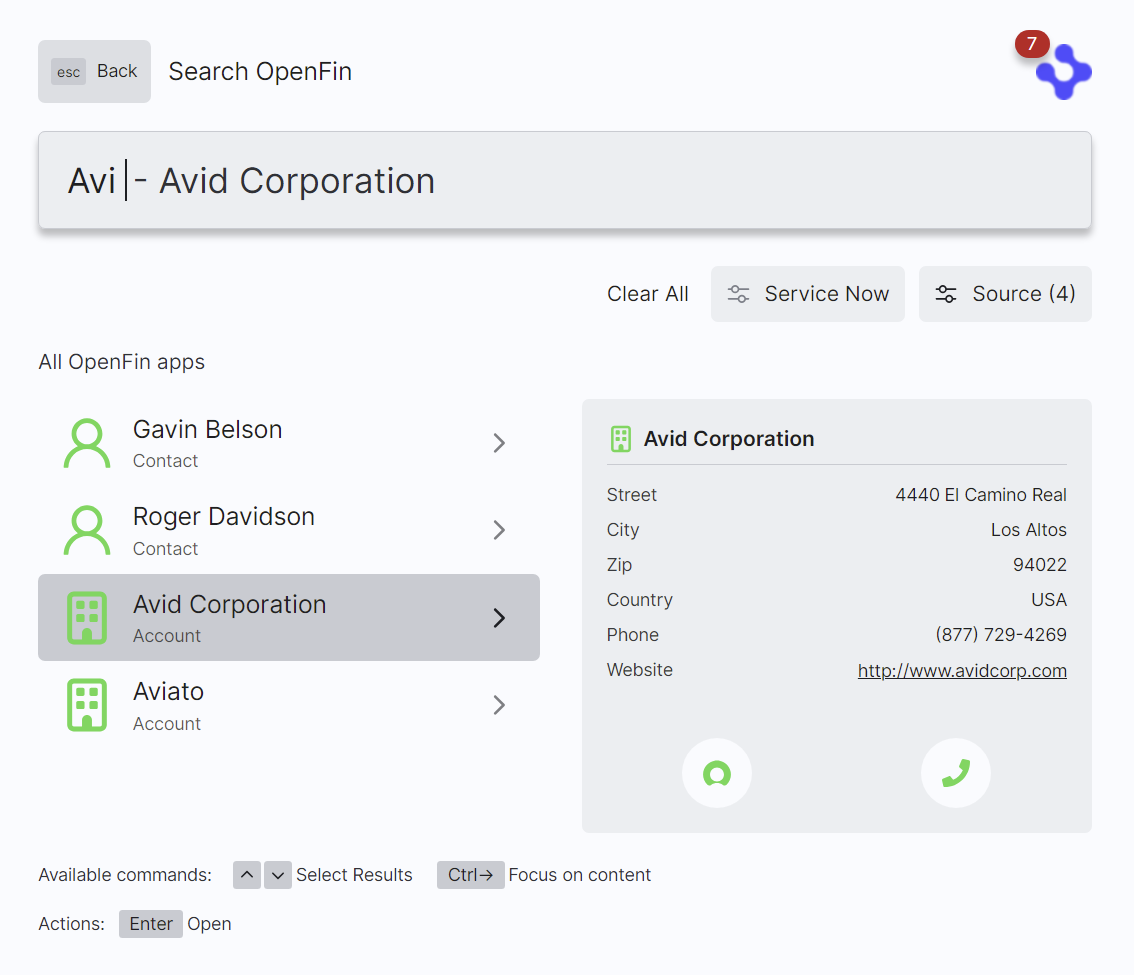 esc Back Search OpenFin
7
Avi - Avid Corporation
Clear All Service Now Source (4)
All OpenFin apps
Gavin Belson
Contact
Roger Davidson
Contact
Avid Corporation
Account
Aviato
Account
Avid Corporation
Street 4440 El Camino Real
City Los Altos
Zip 94022
Country USA
Phone (877) 729-4269
Website http://www.avidcorp.com
Available commands: Select Results Ctrl→ Focus on content
Actions: Enter Open